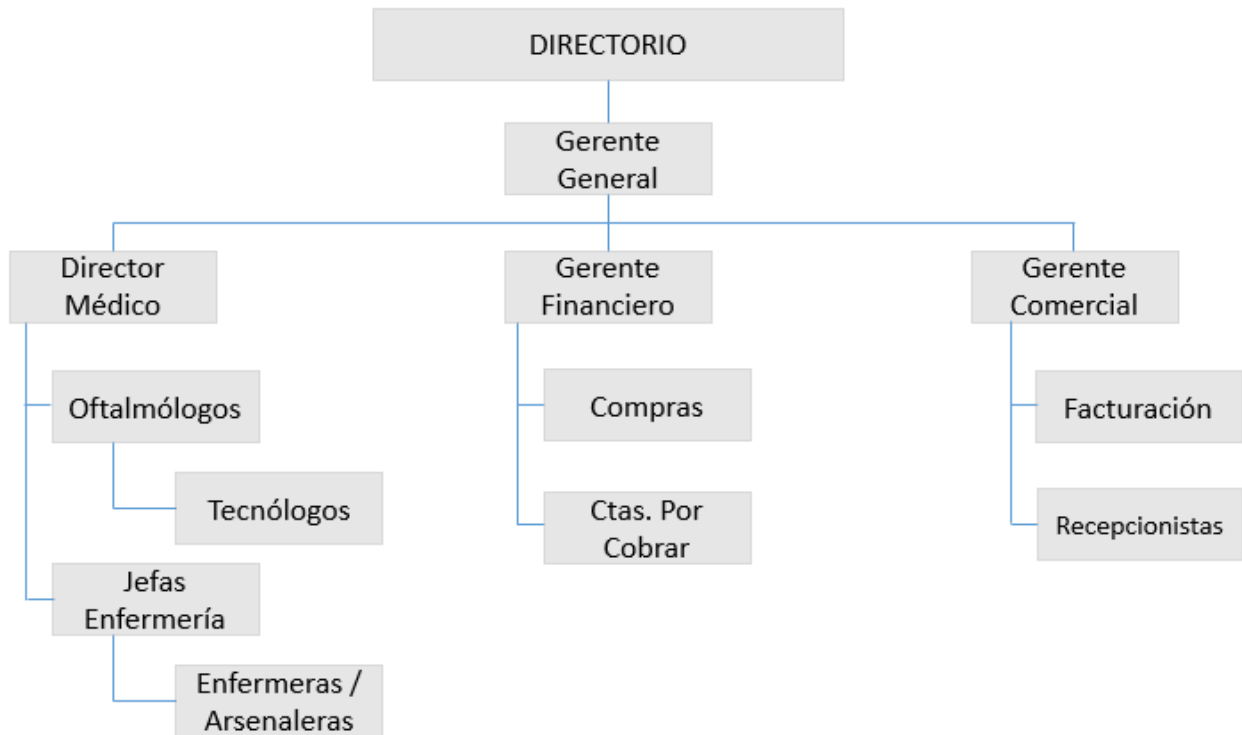 DIRECTORIO
Gerente
General
Director
Médico
Gerente
Financiero
Gerente
Comercial
Oftalmólogos
Compras
Facturación
Tecnólogos
Ctas. Por
Cobrar
Recepcionistas
Jefas
Enfermería
Enfermeras /
Arsenaleras